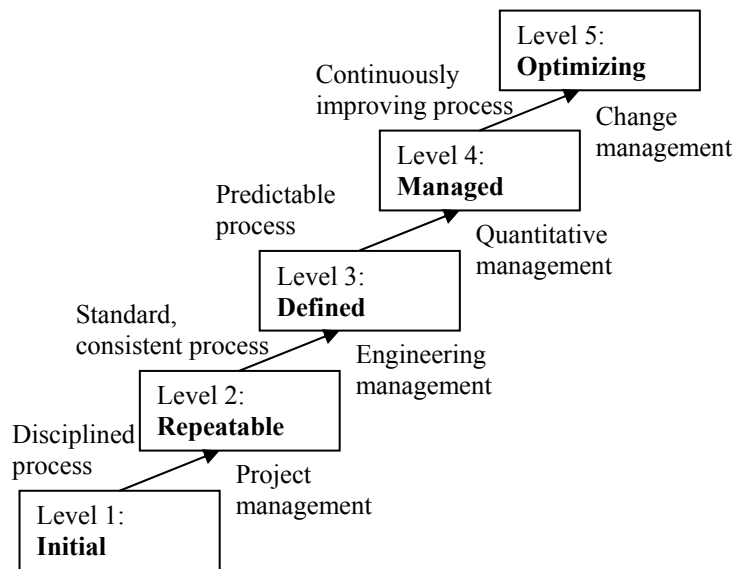 Level 5:
Optimizing
Continuously
improving process
Change
management
Level 4:
Managed
Predictable
process
Quantitative
management
Level 3:
Defined
Standard,
consistent process
Engineering
management
Level 2:
Repeatable
Disciplined
process
Project
management
Level 1:
Initial